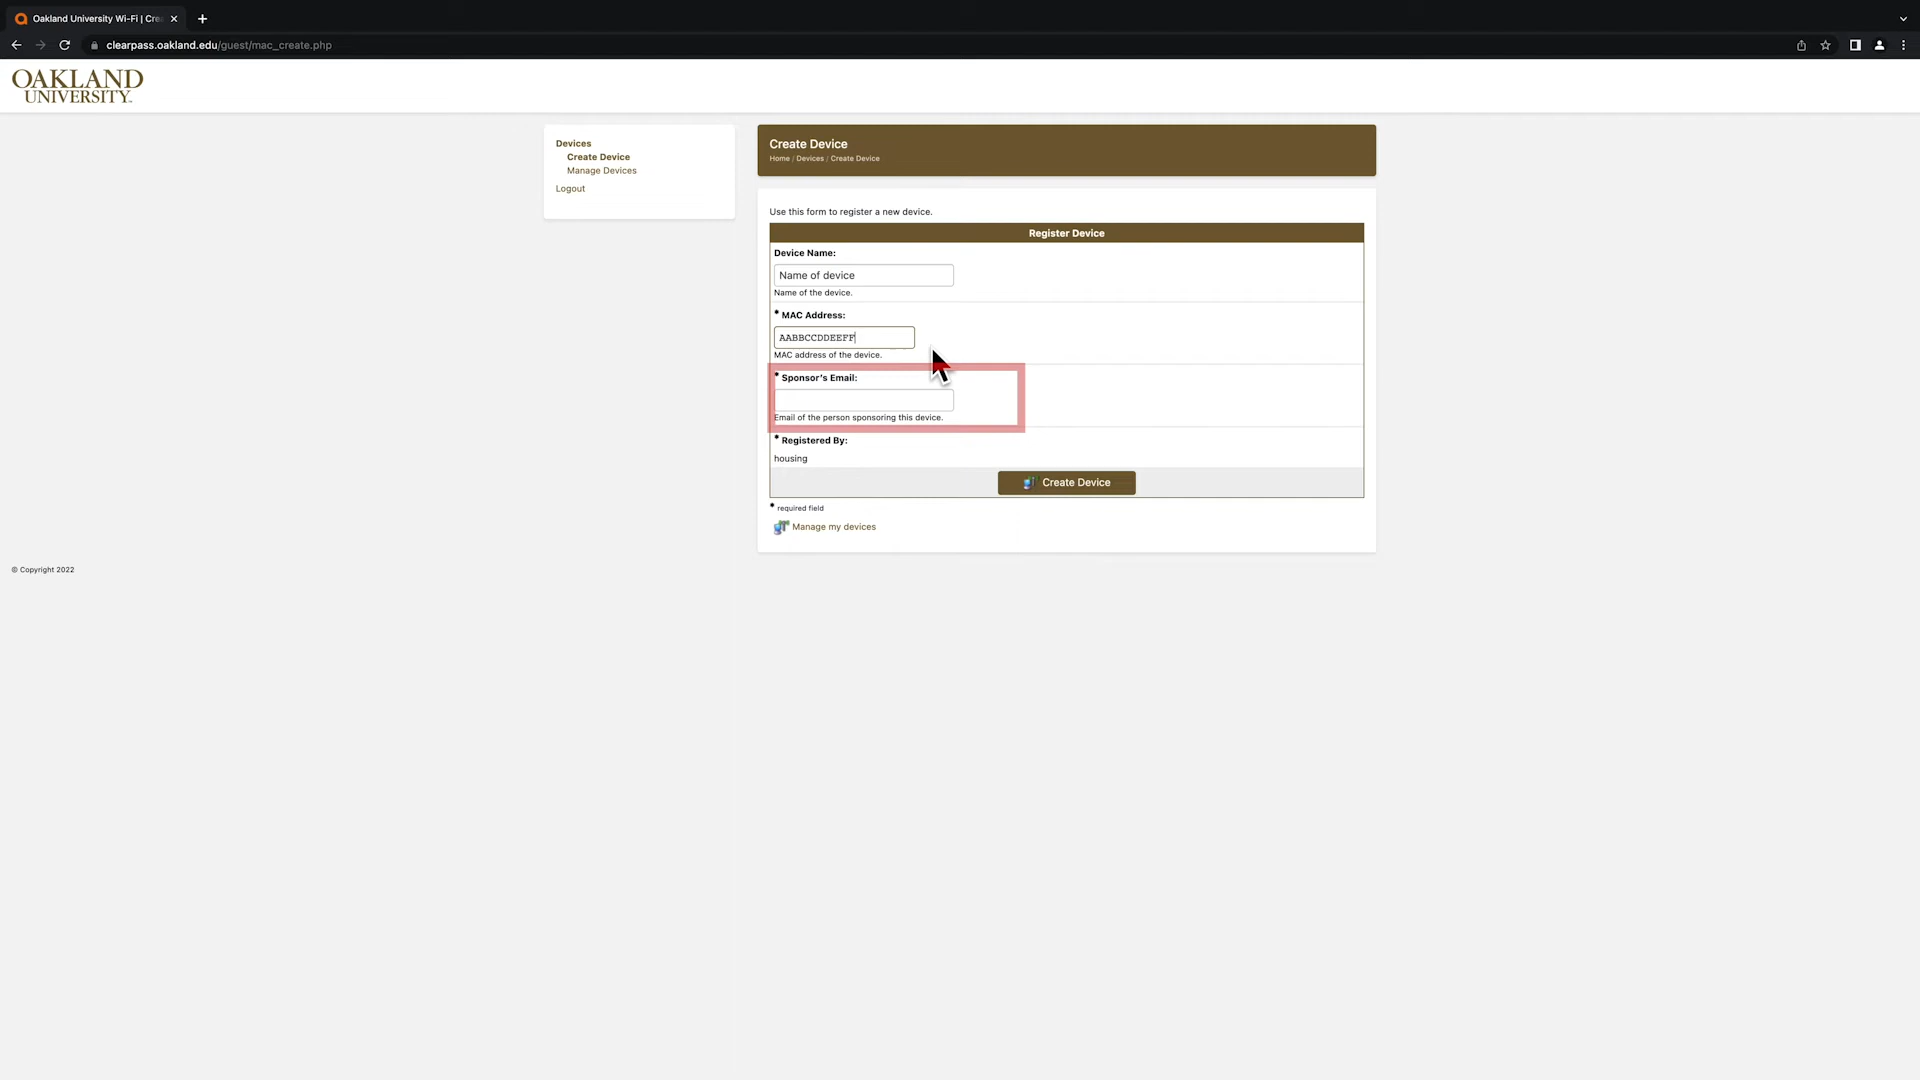 Oakland University Wi-Fi | Cre
clearpass.oakland.edu/guest/mac_create.php
OAKLAND
UNIVERSITY™
Devices
Create Device
Manage Devices
Logout
Create Device
Home / Devices / Create Device
Use this form to register a new device.
Register Device
Device Name:
Name of device
Name of the device.
* MAC Address:
AABBCCDDEEFF
MAC address of the device.
* Sponsor's Email:
Email of the person sponsoring this device.
* Registered By:
housing
Create Device
* required field
Manage my devices
© Copyright 2022